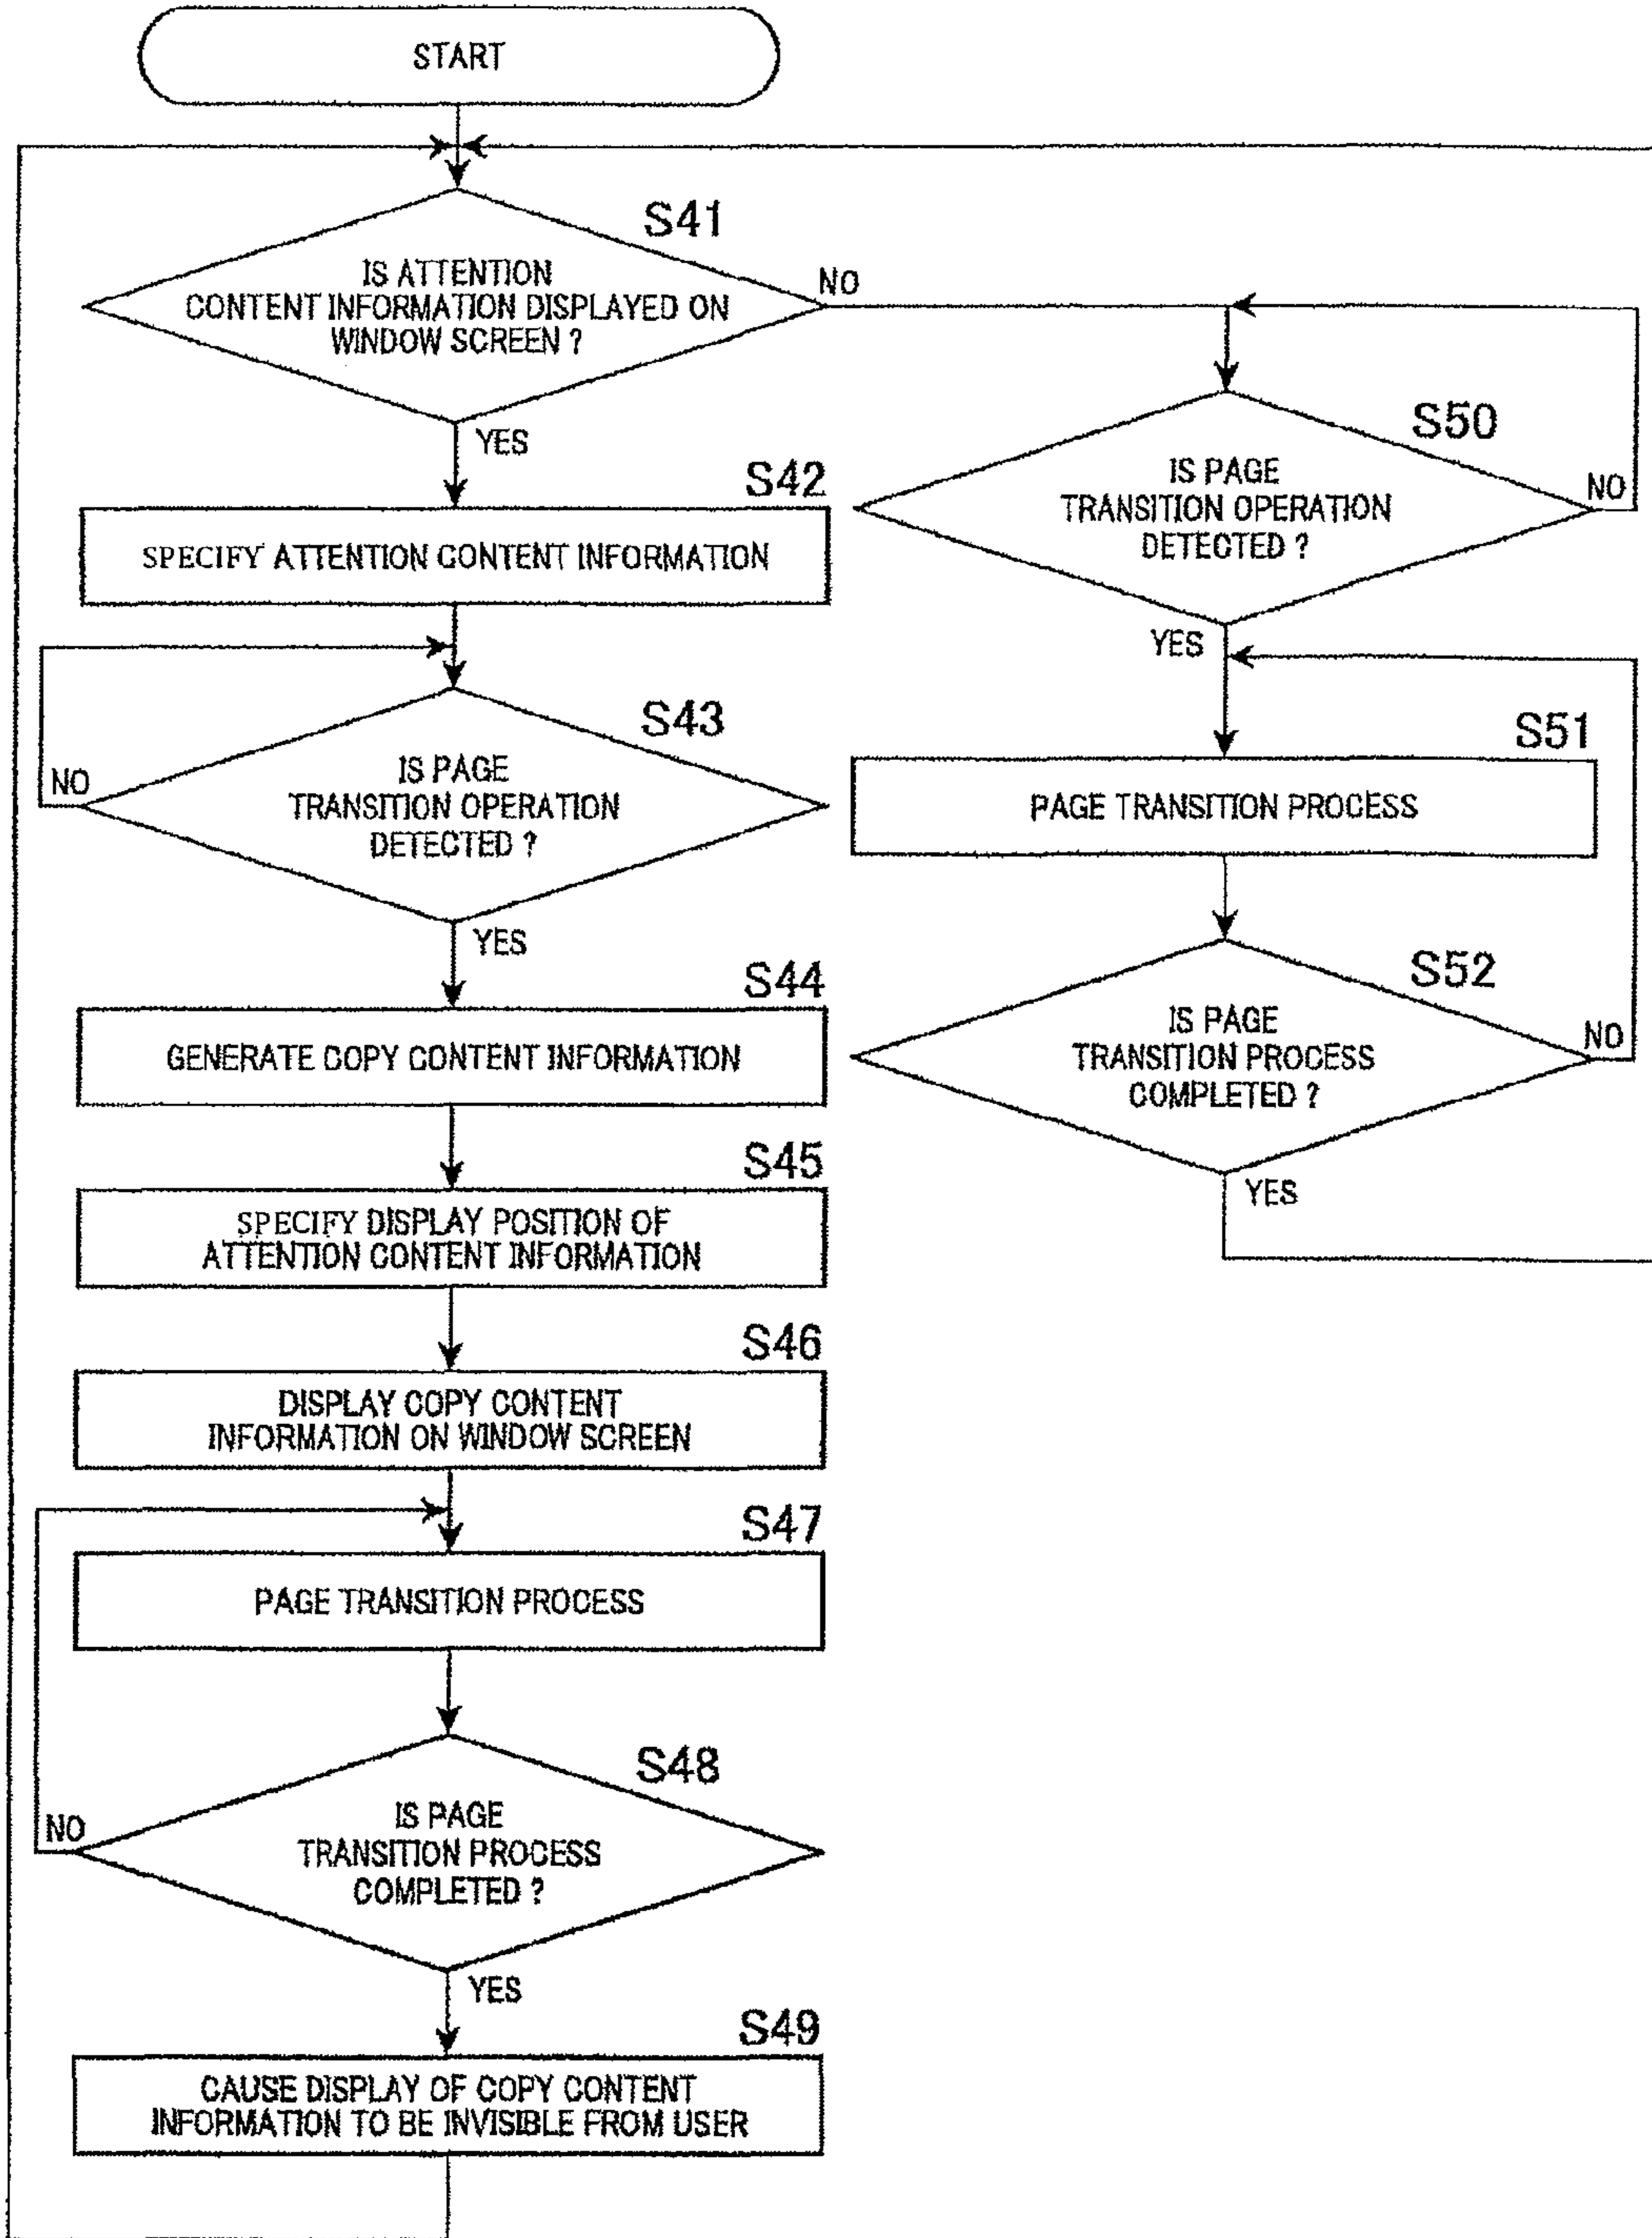 START
S41
IS ATTENTION
CONTENT INFORMATION DISPLAYED ON
WINDOW SCREEN ?
NO
YES
S42
SPECIFY ATTENTION CONTENT INFORMATION
S43
IS PAGE
TRANSITION OPERATION
DETECTED ?
NO
YES
S44
GENERATE COPY CONTENT INFORMATION
S45
SPECIFY DISPLAY POSITION OF
ATTENTION CONTENT INFORMATION
S46
DISPLAY COPY CONTENT
INFORMATION ON WINDOW SCREEN
S47
PAGE TRANSITION PROCESS
S48
IS PAGE
TRANSITION PROCESS
COMPLETED ?
NO
YES
S49
CAUSE DISPLAY OF COPY CONTENT
INFORMATION TO BE INVISIBLE FROM USER
S50
IS PAGE
TRANSITION OPERATION
DETECTED ?
NO
YES
S51
PAGE TRANSITION PROCESS
S52
IS PAGE
TRANSITION PROCESS
COMPLETED ?
NO
YES